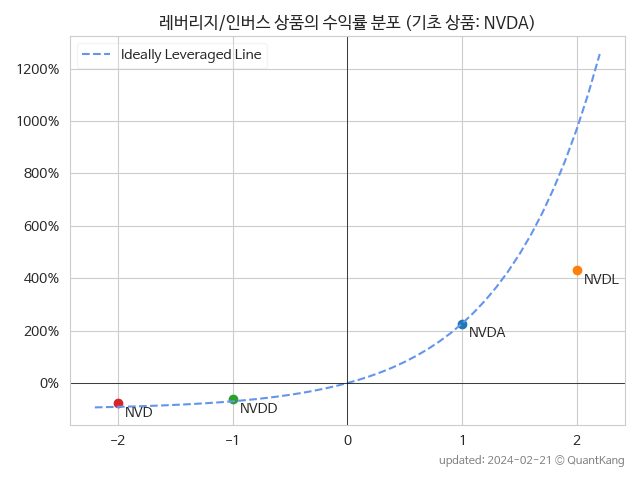 레버리지/인버스 상품의 수익률 분포 (기초 상품: NVDA)
Ideally Leveraged Line
1200%
1000%
800%
600%
400%
200%
0%
NVDL
NVDA
NVD
NVDD
−2
−1
0
1
2
updated: 2024-02-21 © QuantKang